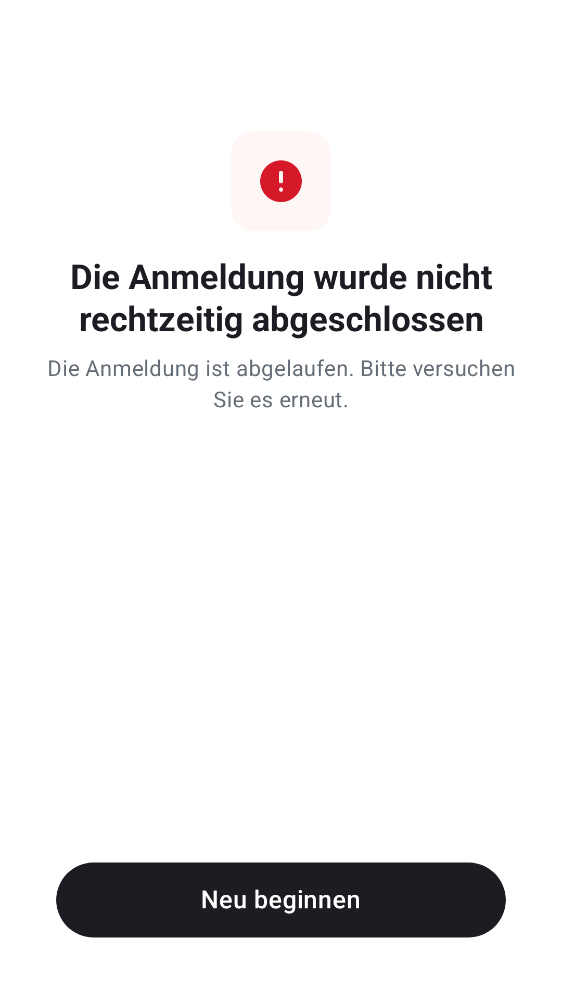 Die Anmeldung wurde nicht
rechtzeitig abgeschlossen
Die Anmeldung ist abgelaufen. Bitte versuchen
Sie es erneut.
Neu beginnen